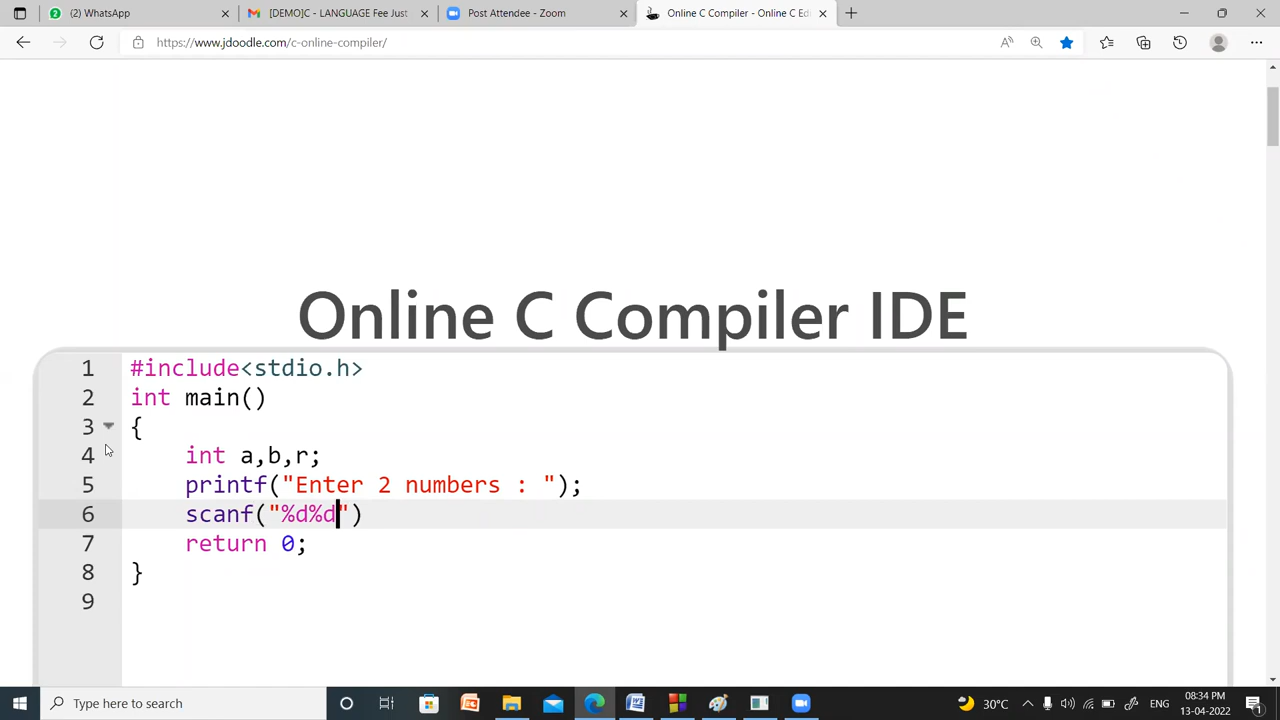 (2) WhatsApp
[DEMO]C - LANGUAGE Fee Just
Post Attendee - Zoom
Online C Compiler - Online C Edi
https://www.jdoodle.com/c-online-compiler/
Online C Compiler IDE
1 #include<stdio.h>
2 int main()
3 {
4 int a,b,r;
5 printf("Enter 2 numbers : ");
6 scanf("%d%d")
7 return 0;
8 }
9
Type here to search
30°C
ENG
08:34 PM
13-04-2022